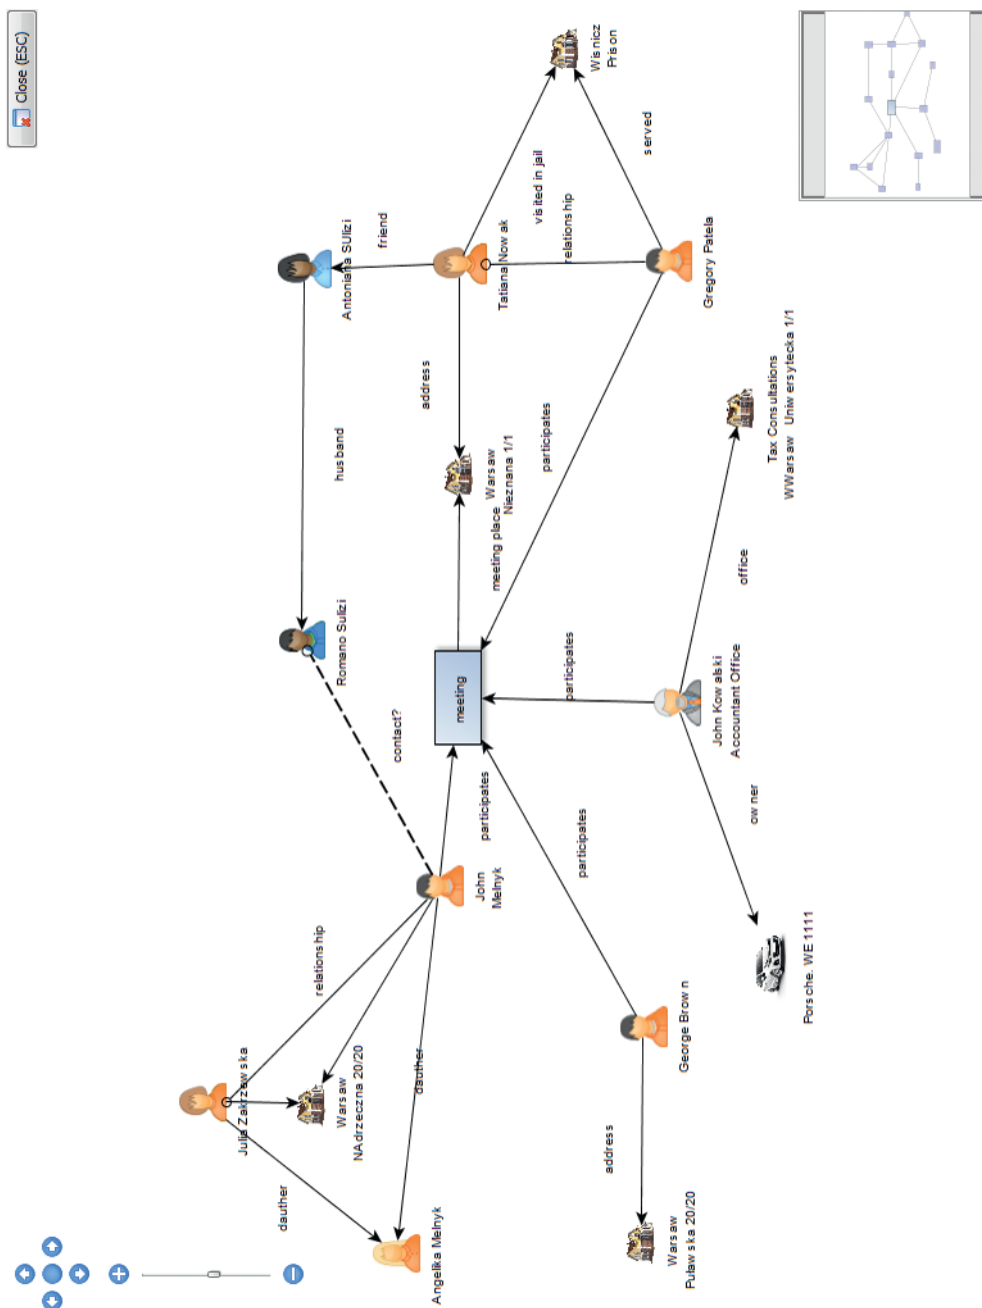 Close (ESC)
Wisnicz
Prison
served
visited in jail
relationship
friend
Antoniana SUlizi
Tatiana Nowak
Gregory Patela
address
husband
participates
Warsaw
Nieznana 1/1
meeting place
Tax Consultations
WWarsaw Uniwersytecka 1/1
office
Romano Sulizi
contact?
meeting
participates
John Kowalski
Accountant Office
owner
participates
participates
John
Melnyk
Porsche. WE 1111
relationship
George Brown
Julia Zakrzewska
Warsaw
NAdrzeczna 20/20
dauther
address
dauther
Angelika Melnyk
Warsaw
Puławska 20/20